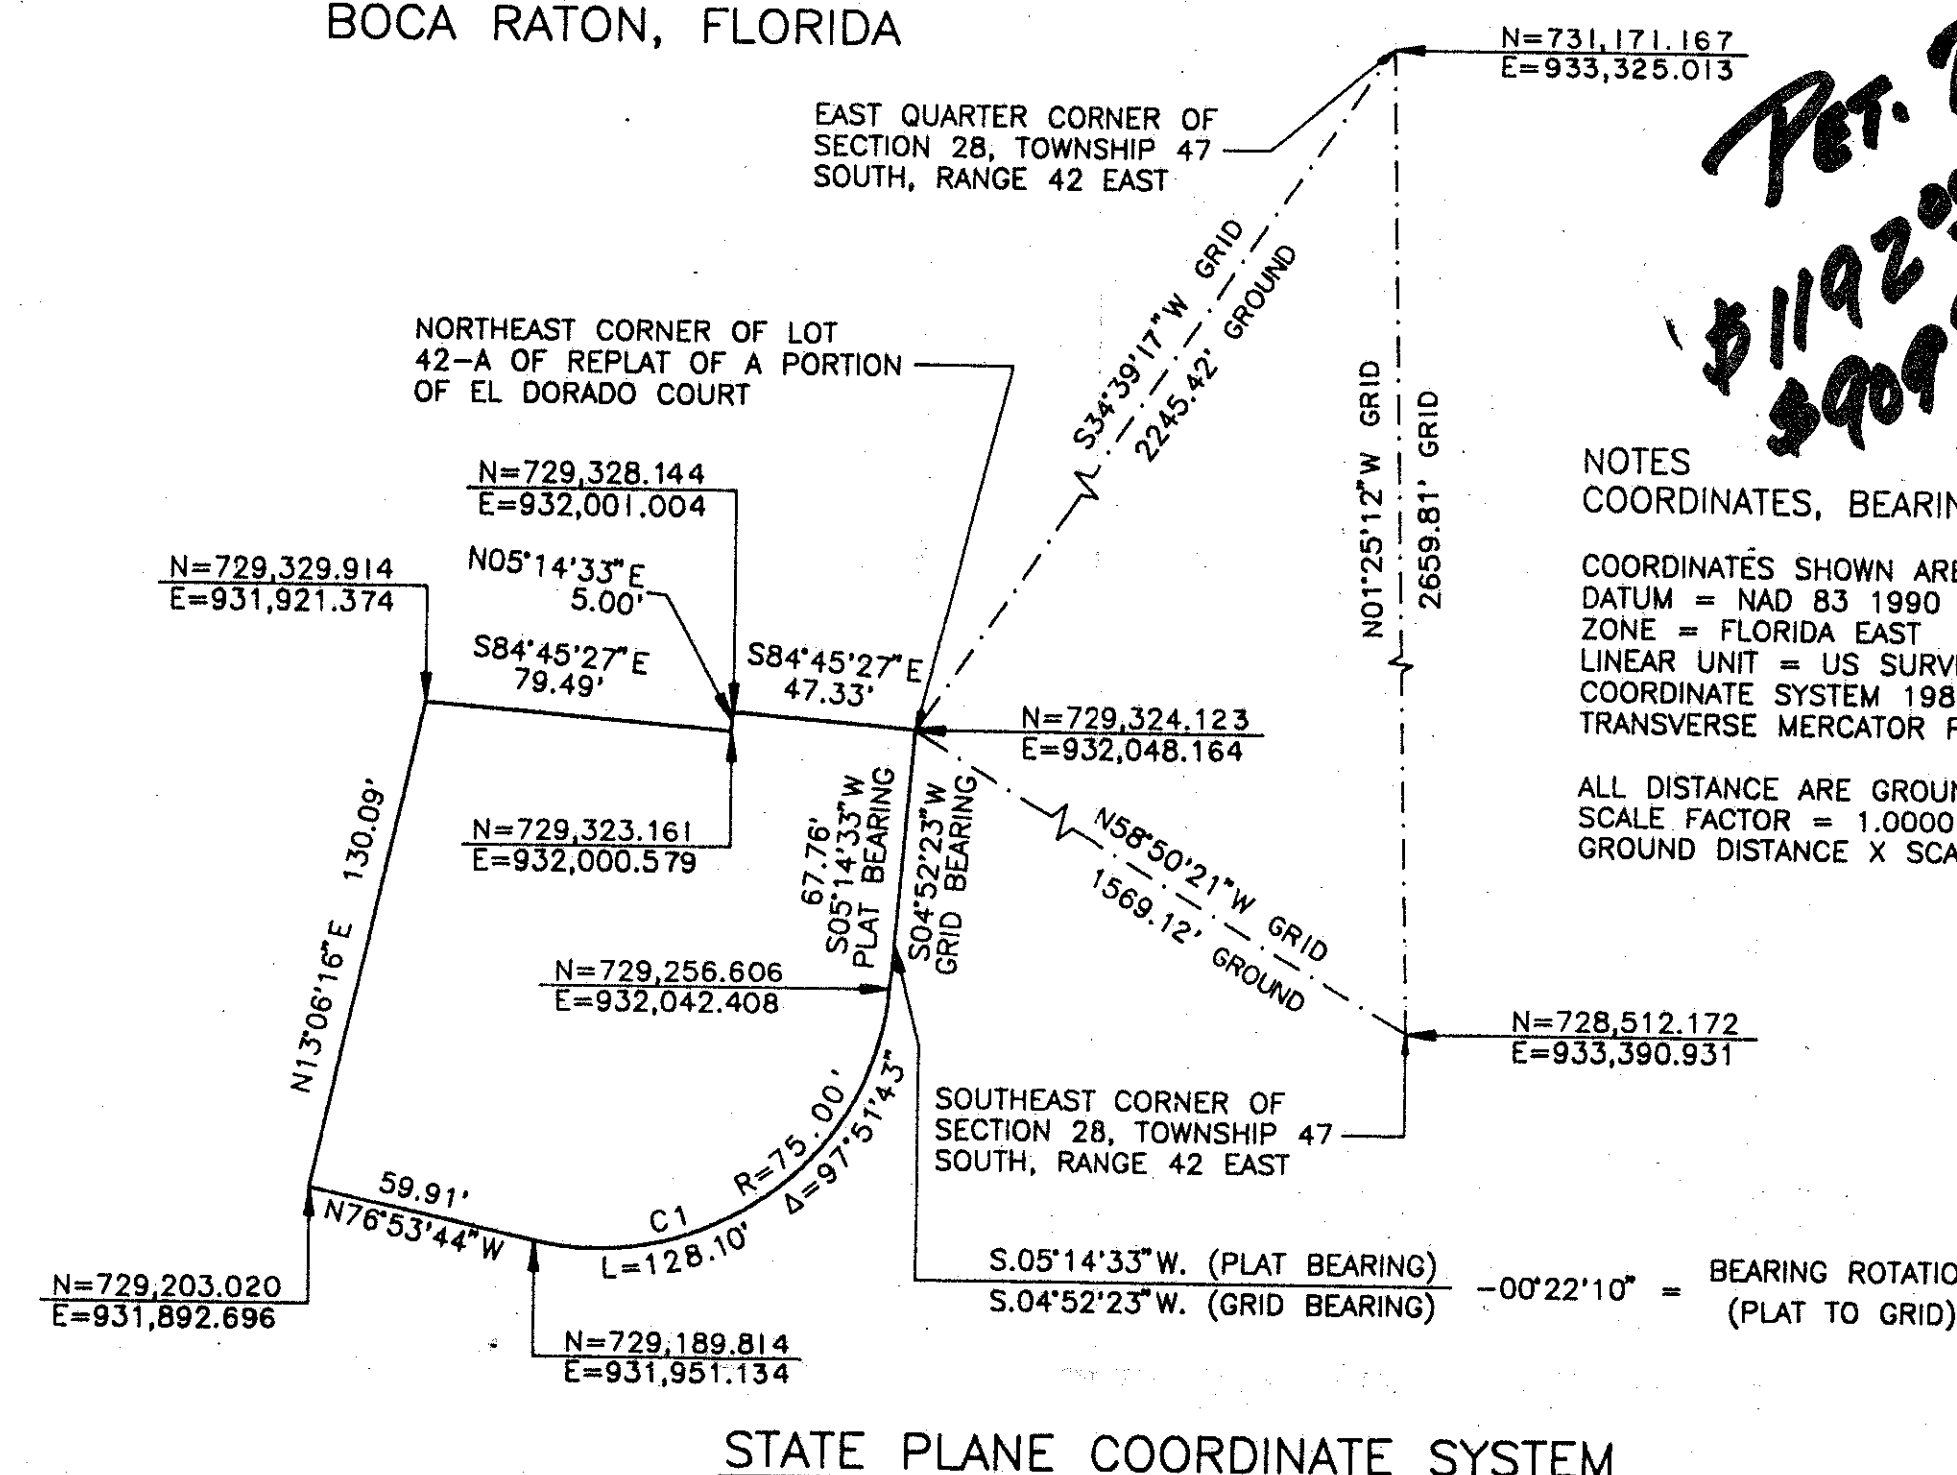 BOCA RATON, FLORIDA
N=731,171.167
E=933,325.013
PET.
EAST QUARTER CORNER OF
SECTION 28, TOWNSHIP 47
SOUTH, RANGE 42 EAST
$1192
$909
S34°39'17"W GRID
2245.42' GROUND
NORTHEAST CORNER OF LOT
42-A OF REPLAT OF A PORTION
OF EL DORADO COURT
N01°25'12"W GRID
2659.81' GRID
N=729,328.144
E=932,001.004
NOTES
COORDINATES, BEARIN
N=729,329.914
E=931,921.374
N05°14'33"E
5.00'
COORDINATES SHOWN ARE
DATUM = NAD 83 1990
ZONE = FLORIDA EAST
LINEAR UNIT = US SURVE
COORDINATE SYSTEM 198
TRANSVERSE MERCATOR P
S84°45'27"E
79.49'
S84°45'27"E
47.33'
N=729,324.123
E=932,048.164
ALL DISTANCE ARE GROUN
SCALE FACTOR = 1.0000
GROUND DISTANCE X SCA
N=729,323.161
E=932,000.579
N13°06'16"E 130.09'
67.76'
S05°14'33"W
PLAT BEARING
S04°52'23"W
GRID BEARING
N58°50'21"W GRID
1569.12' GROUND
N=729,256.606
E=932,042.408
N=728,512.172
E=933,390.931
SOUTHEAST CORNER OF
SECTION 28, TOWNSHIP 47
SOUTH, RANGE 42 EAST
R=75.00'
Δ=97°51'43"
C1
L=128.10'
59.91'
N76°53'44"W
N=729,203.020
E=931,892.696
N=729,189.814
E=931,951.134
S.05°14'33"W. (PLAT BEARING)
S.04°52'23"W. (GRID BEARING)
-00°22'10" =
BEARING ROTATIO
(PLAT TO GRID)
STATE PLANE COORDINATE SYSTEM